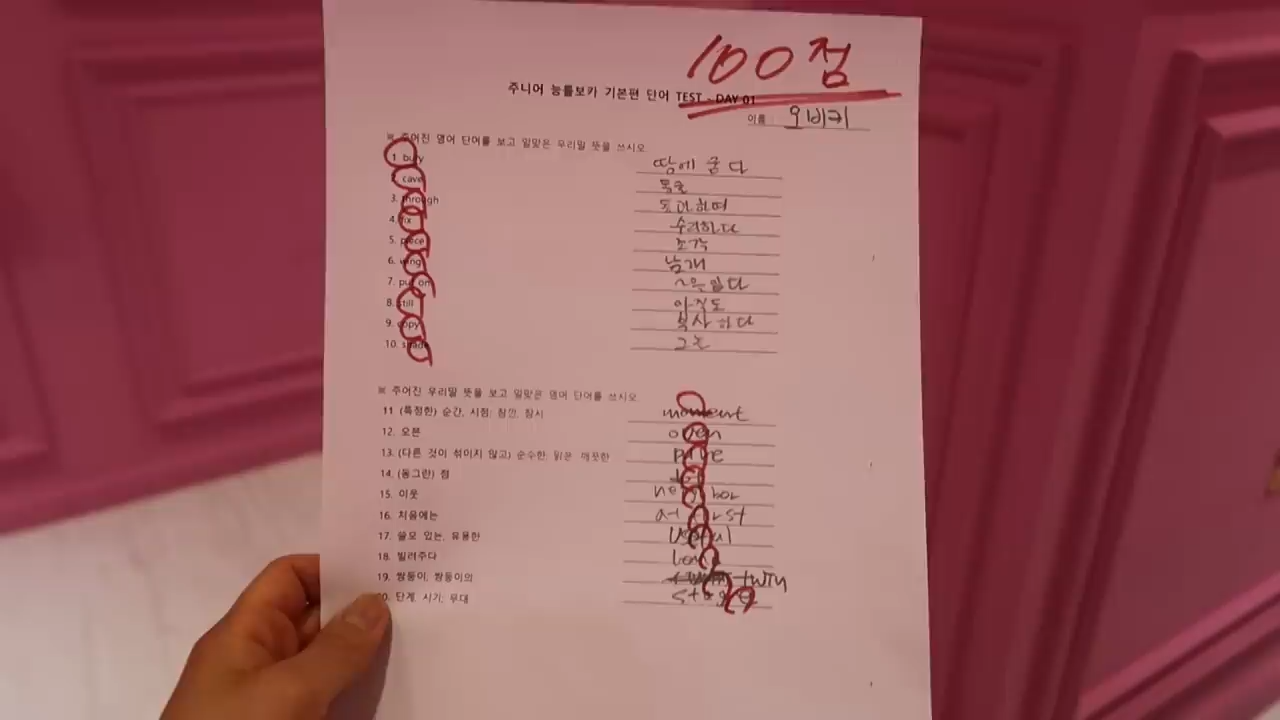 100점
주니어 능률보카 기본편 단어 TEST - DAY 01
이름 : 오비키
※ 주어진 영어 단어를 보고 알맞은 우리말 뜻을 쓰시오.
1. bury 땅에 묻다
2. cave 동굴
3. through 통과하여
4. fix 수리하다
5. piece 조각
6. wing 날개
7. put on ~을 입다
8. still 아직도
9. copy 복사하다
10. shade 그늘
※ 주어진 우리말 뜻을 보고 알맞은 영어 단어를 쓰시오.
11. (특정한) 순간, 시점; 잠깐, 잠시 moment
12. 오븐 oven
13. (다른 것이 섞이지 않고) 순수한; 맑은, 깨끗한 pure
14. (동그란) 점 dot
15. 이웃 neighbor
16. 처음에는 at first
17. 쓸모 있는, 유용한 useful
18. 빌려주다 lend
19. 쌍둥이, 쌍둥이의 twin
20. 단계, 시기; 무대 stage